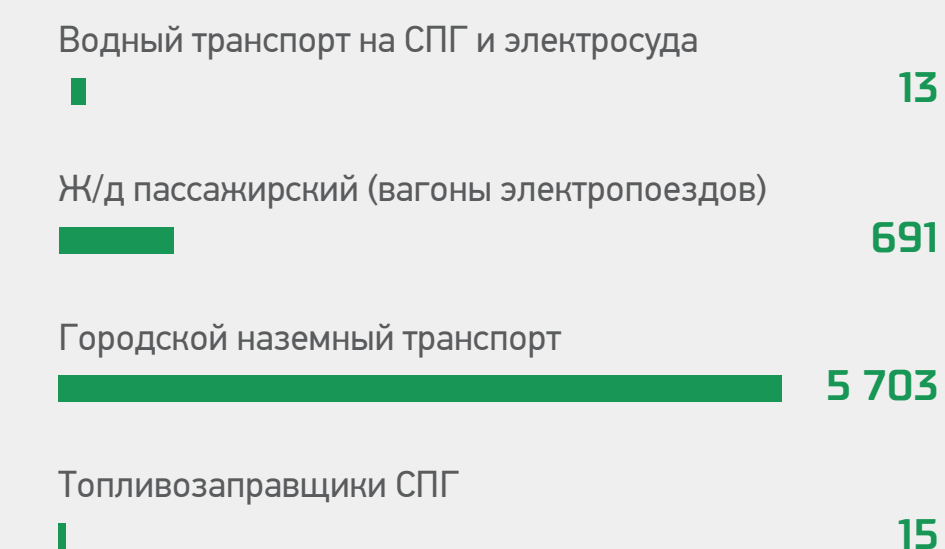 Водный транспорт на СПГ и электросуда
13
Ж/д пассажирский (вагоны электропоездов)
691
Городской наземный транспорт
5 703
Топливозаправщики СПГ
15